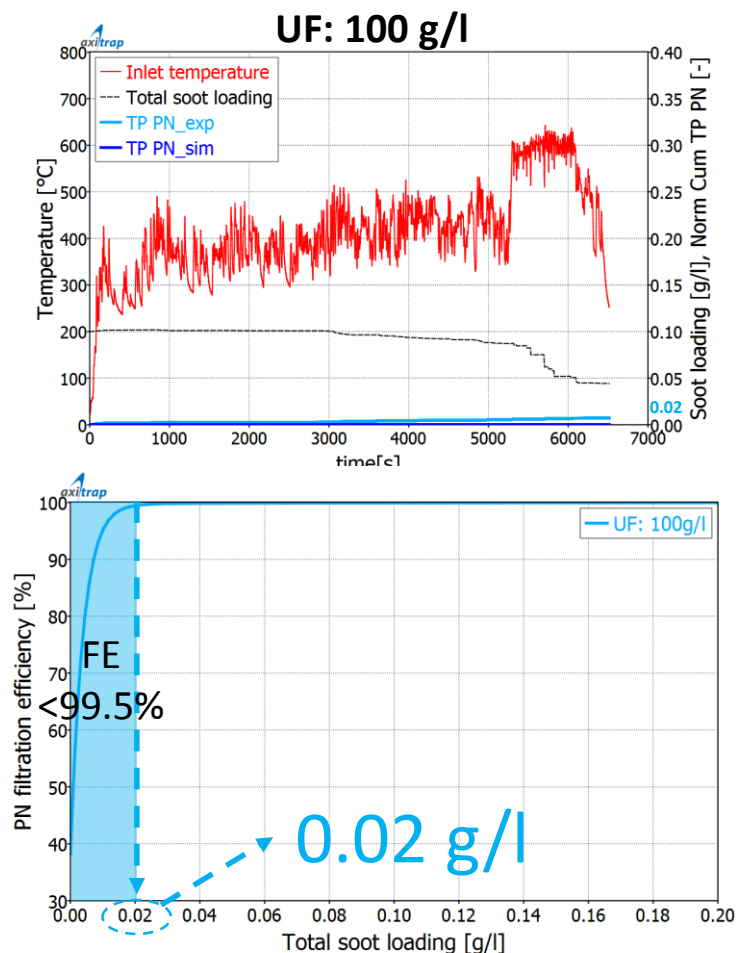 UF: 100 g/l
axitrap
Inlet temperature
Total soot loading
TP PN_exp
TP PN_sim
Temperature [°C]
800
700
600
500
400
300
200
100
0
0.40
0.35
0.30
0.25
0.20
0.15
0.10
0.05
0.00
0.02
Soot loading [g/l], Norm Cum TP PN [-]
0 1000 2000 3000 4000 5000 6000 7000
time[s]
axitrap
UF: 100g/l
PN filtration efficiency [%]
100
90
80
70
60
50
40
30
FE
<99.5%
0.02 g/l
0.00 0.02 0.04 0.06 0.08 0.10 0.12 0.14 0.16 0.18 0.20
Total soot loading [g/l]